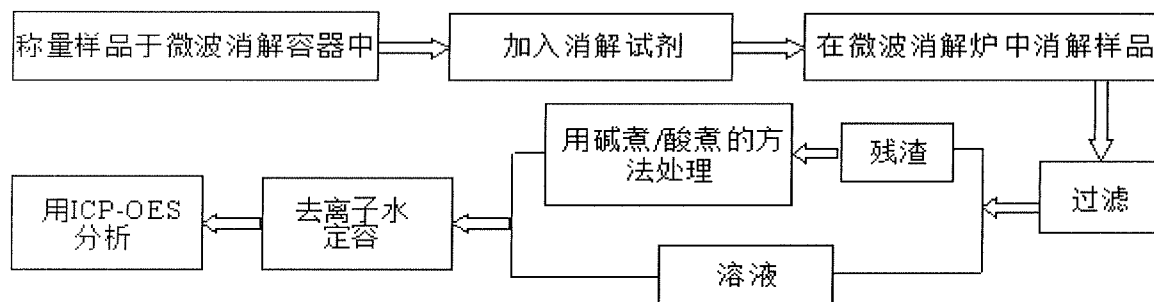 称量样品于微波消解容器中
加入消解试剂
在微波消解炉中消解样品
过滤
残渣
用碱煮/酸煮的方
法处理
溶液
去离子水
定容
用ICP-OES
分析